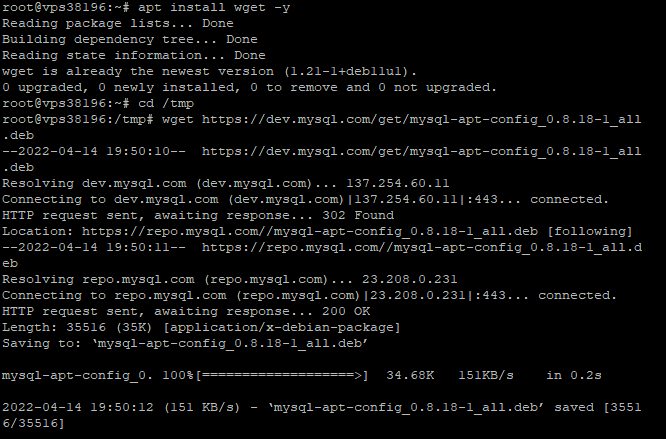 root@vps38196:~# apt install wget -y
Reading package lists... Done
Building dependency tree... Done
Reading state information... Done
wget is already the newest version (1.21-1+deb11u1).
0 upgraded, 0 newly installed, 0 to remove and 0 not upgraded.
root@vps38196:~# cd /tmp
root@vps38196:/tmp# wget https://dev.mysql.com/get/mysql-apt-config_0.8.18-1_all
.deb
--2022-04-14 19:50:10--  https://dev.mysql.com/get/mysql-apt-config_0.8.18-1_all
.deb
Resolving dev.mysql.com (dev.mysql.com)... 137.254.60.11
Connecting to dev.mysql.com (dev.mysql.com)|137.254.60.11|:443... connected.
HTTP request sent, awaiting response... 302 Found
Location: https://repo.mysql.com//mysql-apt-config_0.8.18-1_all.deb [following]
--2022-04-14 19:50:11--  https://repo.mysql.com//mysql-apt-config_0.8.18-1_all.d
eb
Resolving repo.mysql.com (repo.mysql.com)... 23.208.0.231
Connecting to repo.mysql.com (repo.mysql.com)|23.208.0.231|:443... connected.
HTTP request sent, awaiting response... 200 OK
Length: 35516 (35K) [application/x-debian-package]
Saving to: ‘mysql-apt-config_0.8.18-1_all.deb’
mysql-apt-config_0. 100%[===================>]  34.68K   151KB/s    in 0.2s
2022-04-14 19:50:12 (151 KB/s) - ‘mysql-apt-config_0.8.18-1_all.deb’ saved [3551
6/35516]